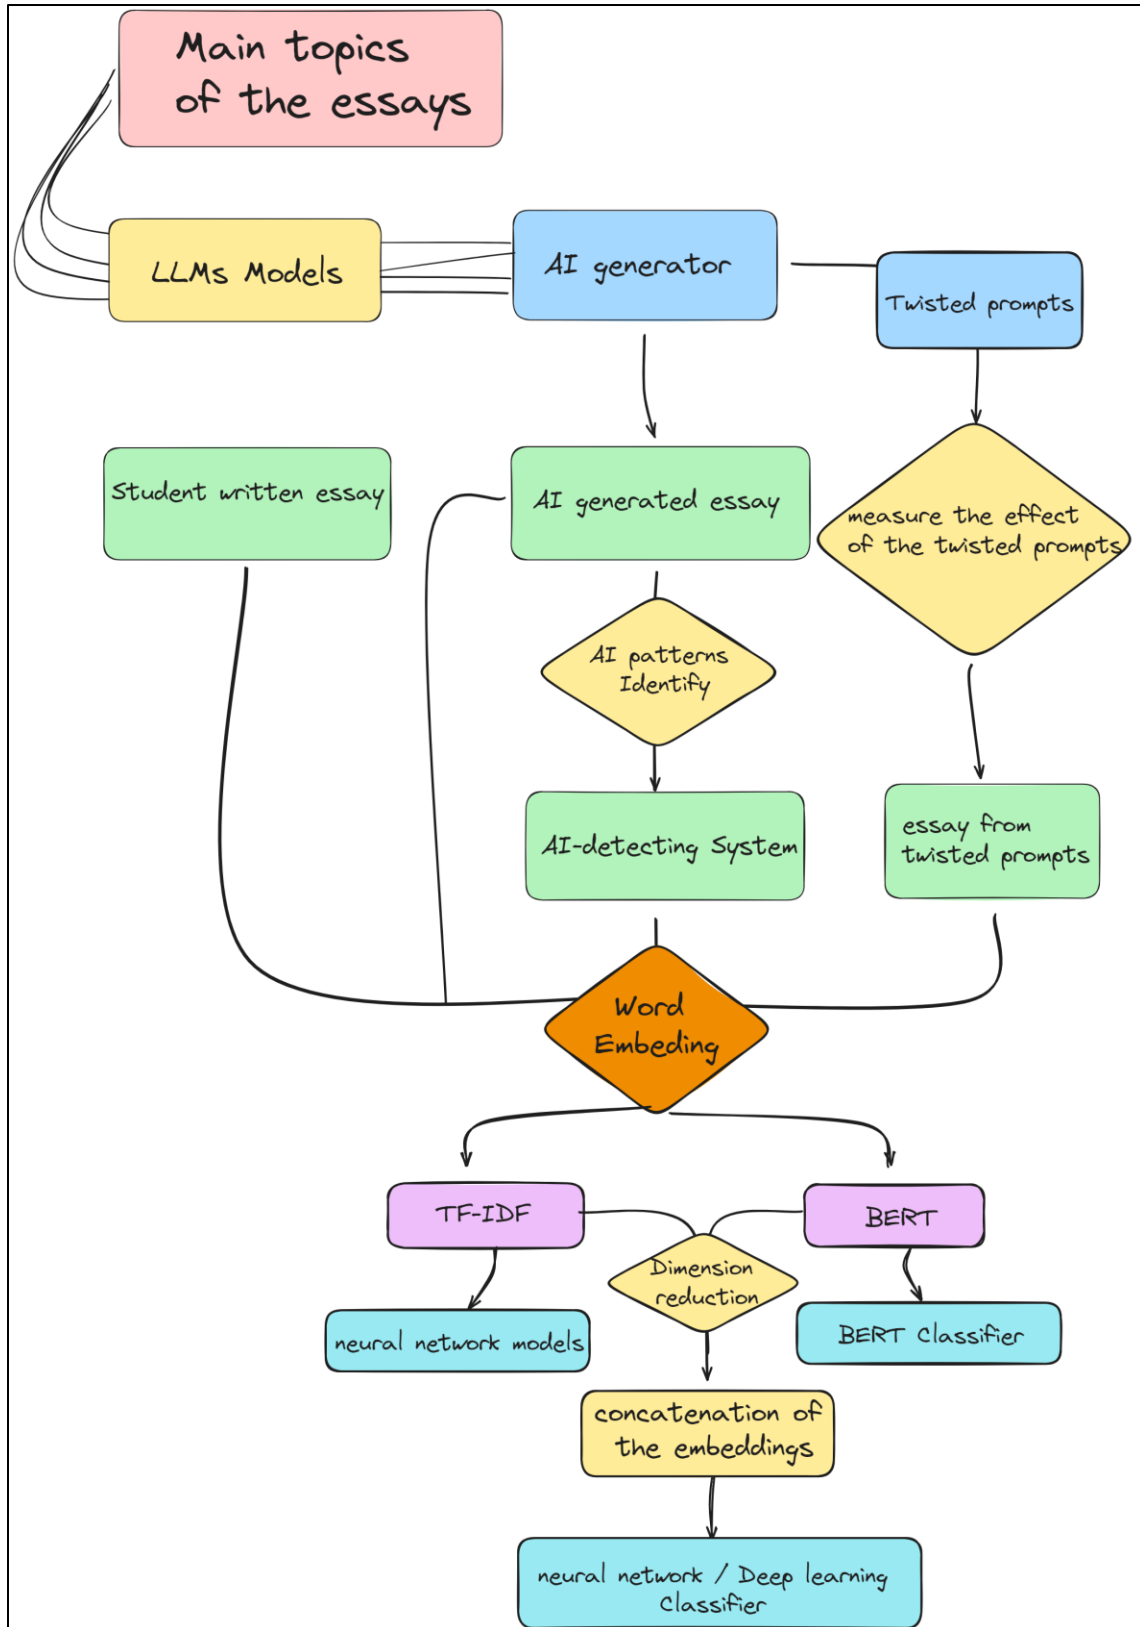 Main topics
of the essays
LLMs Models
AI generator
Twisted prompts
Student written essay
AI generated essay
measure the effect
of the twisted prompts
AI patterns
Identify
AI-detecting System
essay from
twisted prompts
Word
Embeding
TF-IDF
BERT
Dimension
reduction
neural network models
BERT Classifier
concatenation of
the embeddings
neural network / Deep learning
Classifier